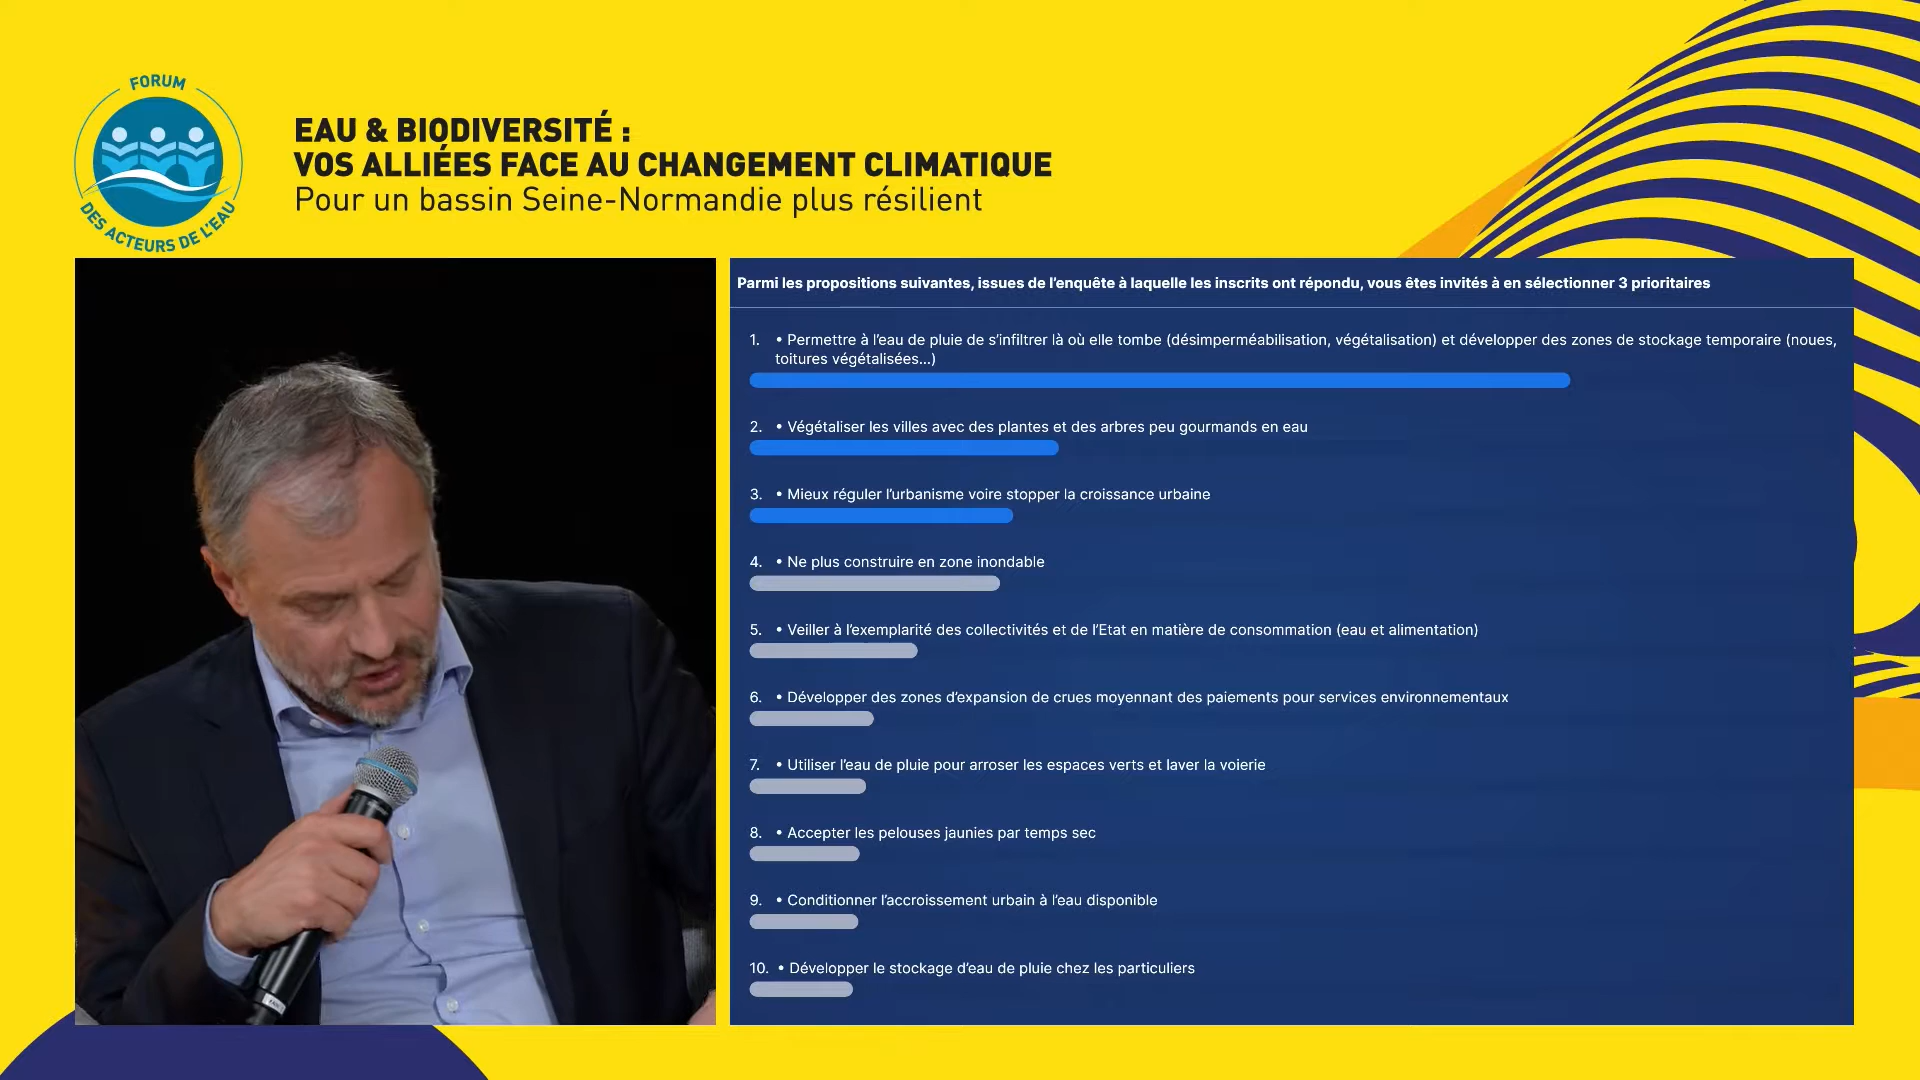 FORUM
DES ACTEURS DE L'EAU
EAU & BIODIVERSITÉ :
VOS ALLIÉES FACE AU CHANGEMENT CLIMATIQUE
Pour un bassin Seine-Normandie plus résilient
Parmi les propositions suivantes, issues de l'enquête à laquelle les inscrits ont répondu, vous êtes invités à en sélectionner 3 prioritaires
1. • Permettre à l'eau de pluie de s'infiltrer là où elle tombe (désimperméabilisation, végétalisation) et développer des zones de stockage temporaire (noues,
toitures végétalisées...)
2. • Végétaliser les villes avec des plantes et des arbres peu gourmands en eau
3. • Mieux réguler l'urbanisme voire stopper la croissance urbaine
4. • Ne plus construire en zone inondable
5. • Veiller à l'exemplarité des collectivités et de l'Etat en matière de consommation (eau et alimentation)
6. • Développer des zones d'expansion de crues moyennant des paiements pour services environnementaux
7. • Utiliser l'eau de pluie pour arroser les espaces verts et laver la voierie
8. • Accepter les pelouses jaunies par temps sec
9. • Conditionner l'accroissement urbain à l'eau disponible
10. • Développer le stockage d'eau de pluie chez les particuliers